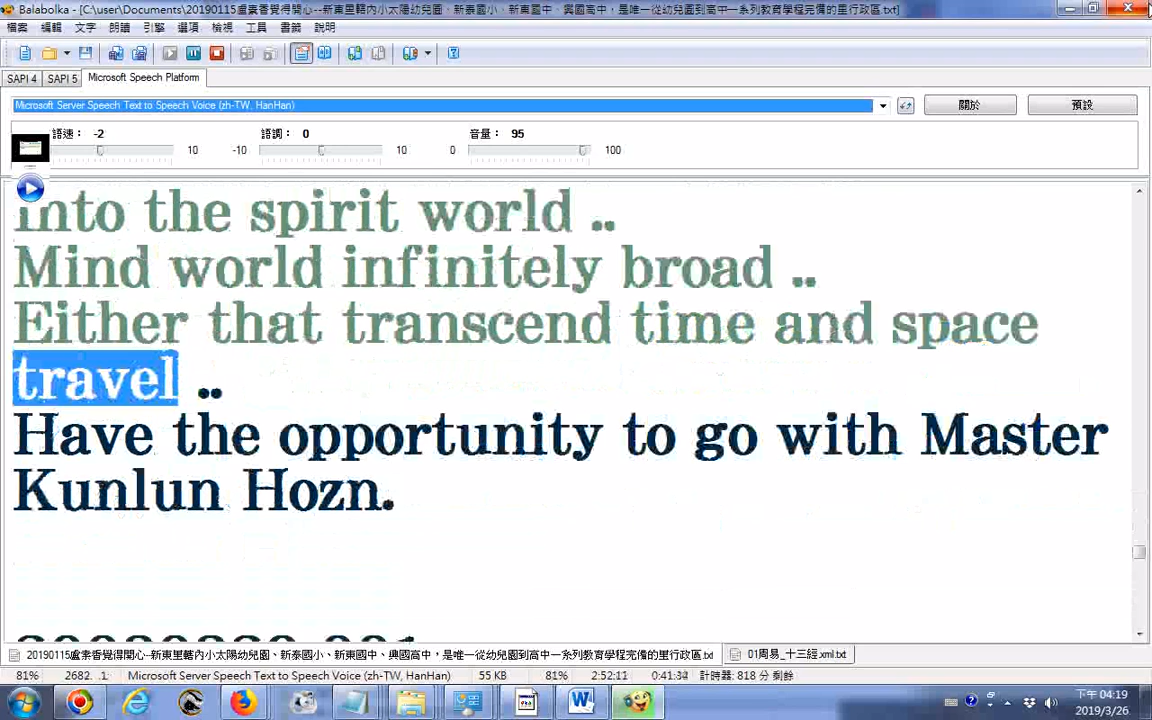 Balabolka - [C:\user\Documents\20190115盧素香覺得開心--新東里轄內小太陽幼兒園、新泰國小、新東國中、興國高中，是唯一從幼兒園到高中一系列教育學程完備的里行政區.txt]
檔案 編輯 文字 朗讀 引擎 選項 檢視 工具 書籤 說明
SAPI 4 SAPI 5 Microsoft Speech Platform
Microsoft Server Speech Text to Speech Voice (zh-TW, HanHan) 關於 預設
語速： -2 語調： 0 音量： 95
10 -10 10 0 100
Into the spirit world ..
Mind world infinitely broad ..
Either that transcend time and space
travel ..
Have the opportunity to go with Master
Kunlun Hozn.
20190115盧素香覺得開心--新東里轄內小太陽幼兒園、新泰國小、新東國中、興國高中，是唯一從幼兒園到高中一系列教育學程完備的里行政區.txt 01周易_十三經.xml.txt
81% 2682. .1 Microsoft Server Speech Text to Speech Voice (zh-TW, HanHan) 55 KB 81% 2:52:11 計時器: 818 分 剩餘
下午 04:19
2019/3/26